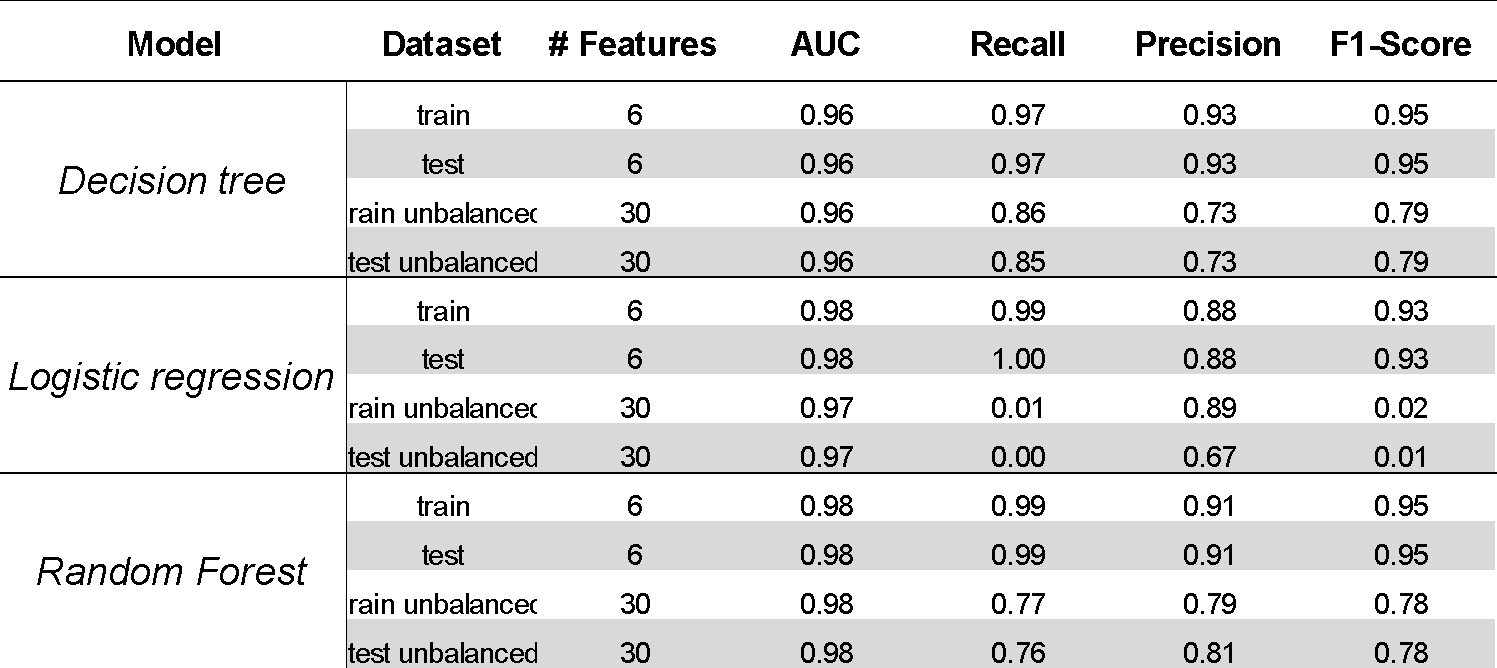 Model Dataset # Features AUC Recall Precision F1-Score
Decision tree
train 6 0.96 0.97 0.93 0.95
test 6 0.96 0.97 0.93 0.95
rain unbalanced 30 0.96 0.86 0.73 0.79
test unbalanced 30 0.96 0.85 0.73 0.79
Logistic regression
train 6 0.98 0.99 0.88 0.93
test 6 0.98 1.00 0.88 0.93
rain unbalanced 30 0.97 0.01 0.89 0.02
test unbalanced 30 0.97 0.00 0.67 0.01
Random Forest
train 6 0.98 0.99 0.91 0.95
test 6 0.98 0.99 0.91 0.95
rain unbalanced 30 0.98 0.77 0.79 0.78
test unbalanced 30 0.98 0.76 0.81 0.78